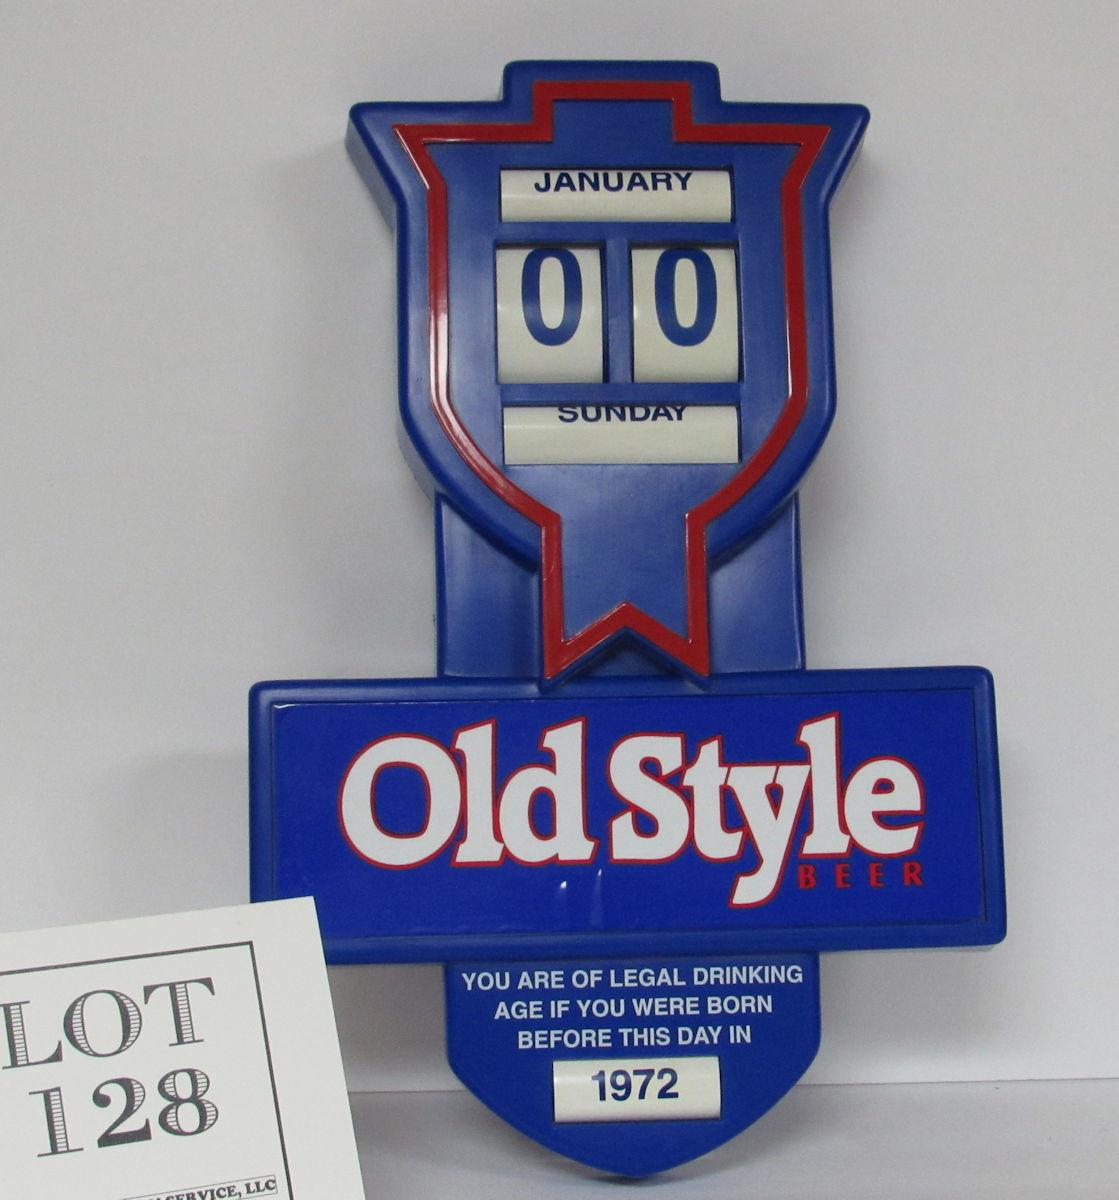 JANUARY
0 0
SUNDAY
Old Style
BEER
YOU ARE OF LEGAL DRINKING
AGE IF YOU WERE BORN
BEFORE THIS DAY IN
1972
LOT
128
SERVICE, LLC